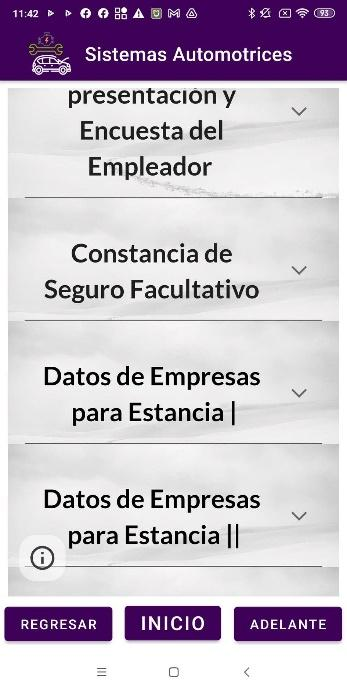 11:42
93
Sistemas Automotrices
presentación y
Encuesta del
Empleador
Constancia de
Seguro Facultativo
Datos de Empresas
para Estancia |
Datos de Empresas
para Estancia ||
REGRESAR
INICIO
ADELANTE